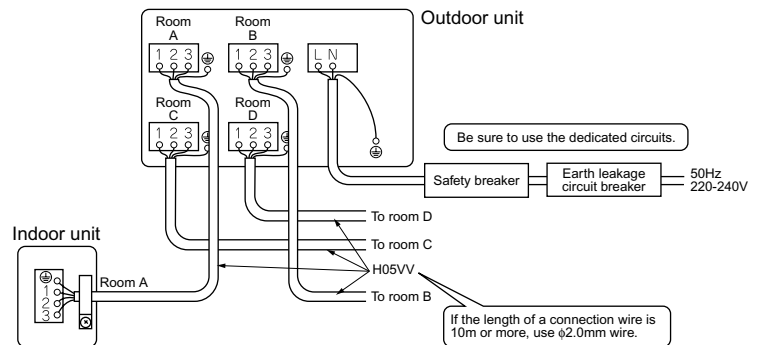 Outdoor unit
Room
A
Room
B
1 2 3
1 2 3
L N
Room
C
Room
D
1 2 3
1 2 3
Be sure to use the dedicated circuits.
Safety breaker
Earth leakage
circuit breaker
50Hz
220-240V
To room D
To room C
H05VV
To room B
Indoor unit
Room A
1
2
3
If the length of a connection wire is
10m or more, use ϕ2.0mm wire.